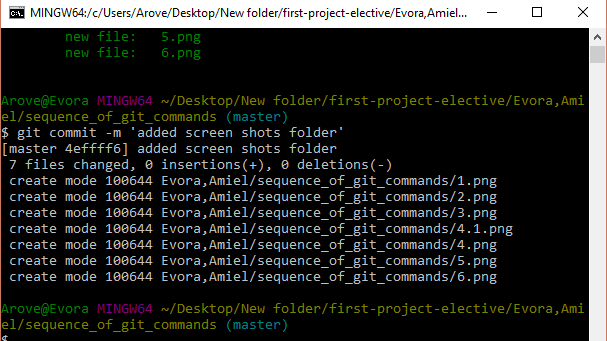 MINGW64:/c/Users/Arove/Desktop/New folder/first-project-elective/Evora,Amiel...
new file:   5.png
new file:   6.png
Arove@Evora MINGW64 ~/Desktop/New folder/first-project-elective/Evora,Ami
el/sequence_of_git_commands (master)
$ git commit -m 'added screen shots folder'
[master 4effff6] added screen shots folder
 7 files changed, 0 insertions(+), 0 deletions(-)
 create mode 100644 Evora,Amiel/sequence_of_git_commands/1.png
 create mode 100644 Evora,Amiel/sequence_of_git_commands/2.png
 create mode 100644 Evora,Amiel/sequence_of_git_commands/3.png
 create mode 100644 Evora,Amiel/sequence_of_git_commands/4.1.png
 create mode 100644 Evora,Amiel/sequence_of_git_commands/4.png
 create mode 100644 Evora,Amiel/sequence_of_git_commands/5.png
 create mode 100644 Evora,Amiel/sequence_of_git_commands/6.png
Arove@Evora MINGW64 ~/Desktop/New folder/first-project-elective/Evora,Ami
el/sequence_of_git_commands (master)
$